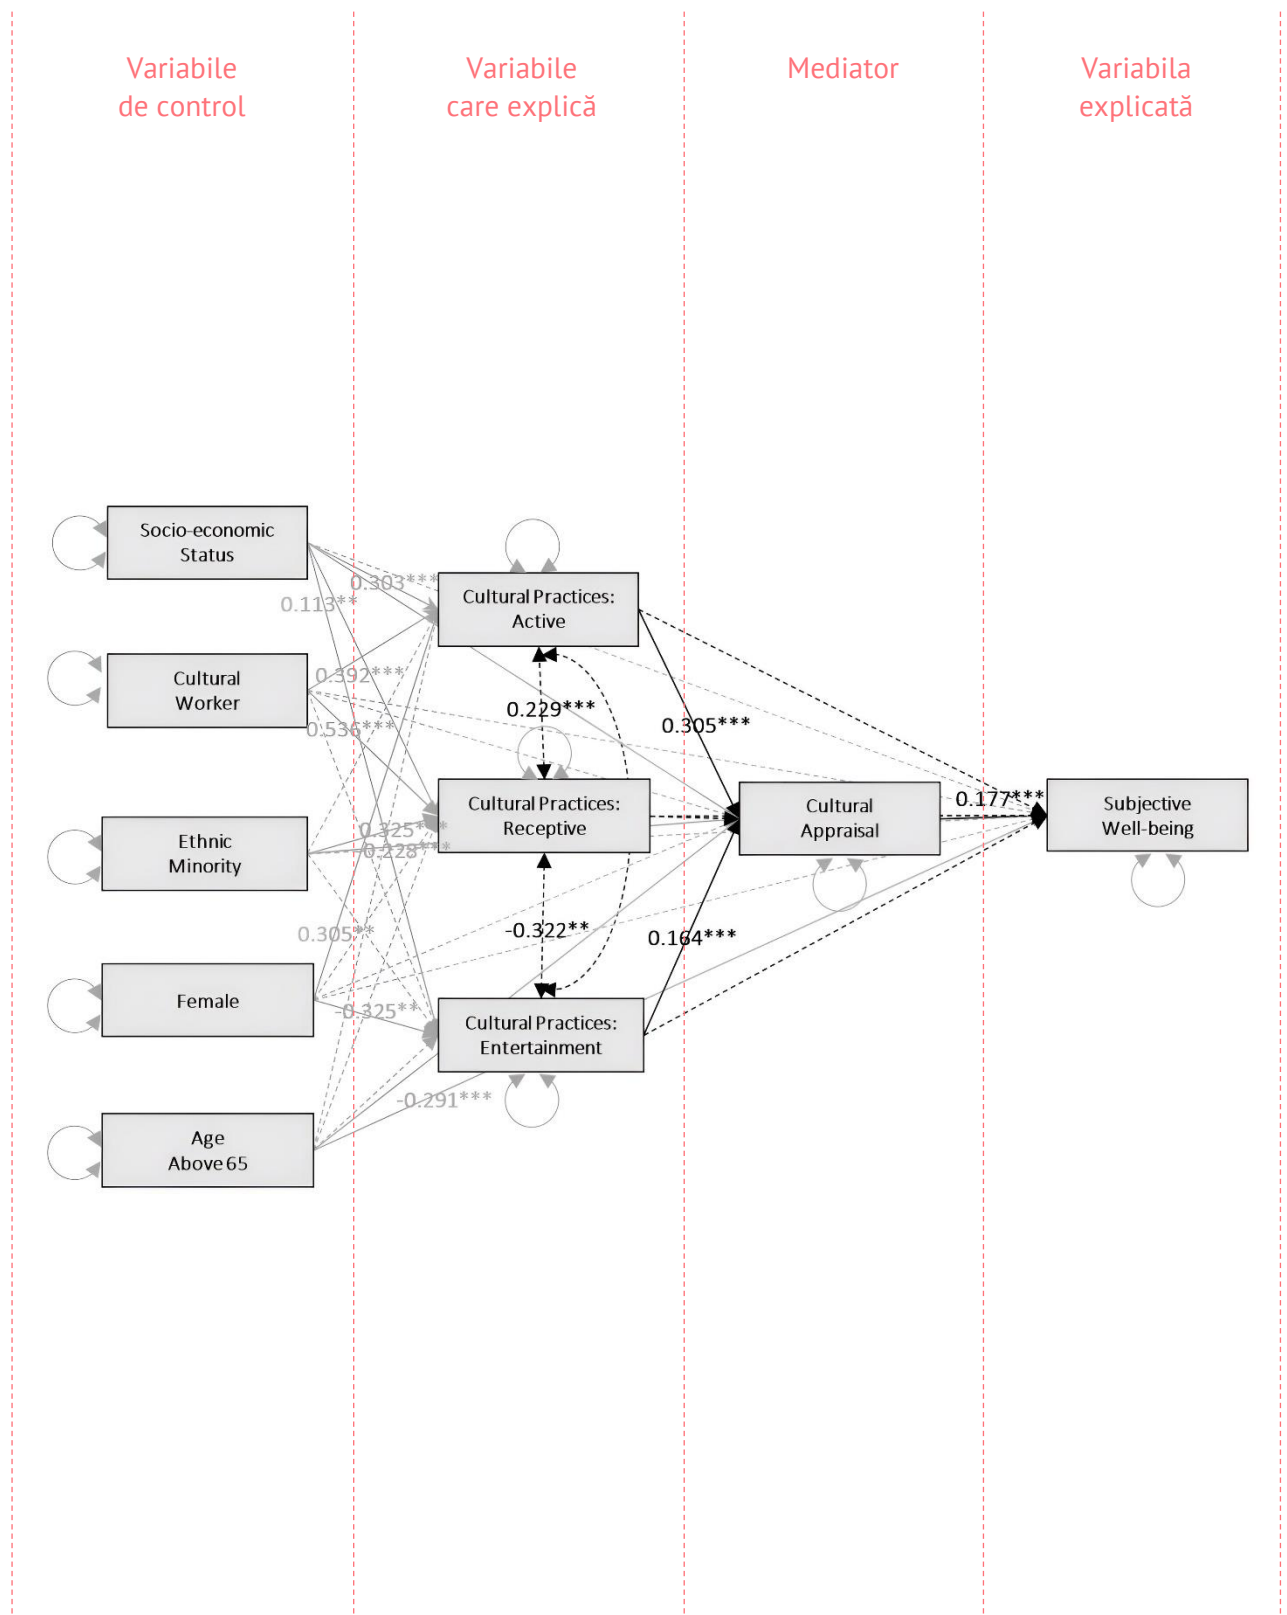 Variabile
de control
Variabile
care explică
Mediator
Variabila
explicată
Socio-economic
Status
Cultural
Worker
Ethnic
Minority
Female
Age
Above 65
0.303***
0.113**
0.392***
0.536***
0.325***
0.228***
0.305**
-0.325**
-0.291***
Cultural Practices:
Active
0.229***
Cultural Practices:
Receptive
-0.322**
Cultural Practices:
Entertainment
0.305***
0.164***
Cultural
Appraisal
0.177***
Subjective
Well-being